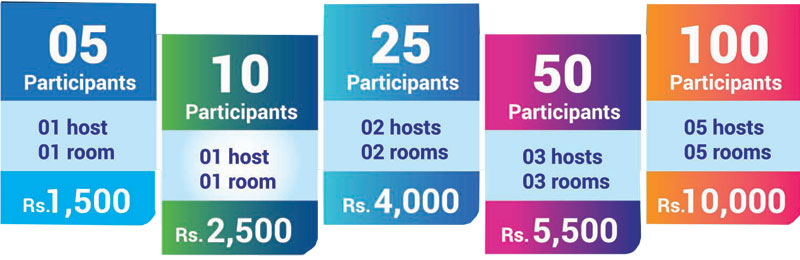 05
Participants
01 host
01 room
Rs.1,500
10
Participants
01 host
01 room
Rs. 2,500
25
Participants
02 hosts
02 rooms
Rs. 4,000
50
Participants
03 hosts
03 rooms
Rs. 5,500
100
Participants
05 hosts
05 rooms
Rs.10,000